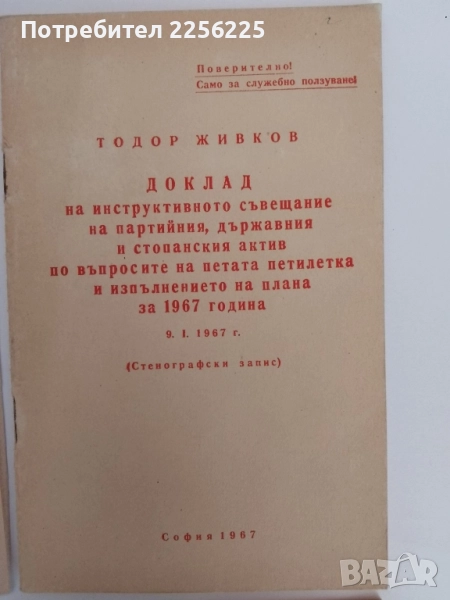 Потребител 2256225
Поверително!
Само за служебно ползуване!
ТОДОР ЖИВКОВ
ДОКЛАД
на инструктивното съвещание
на партийния, държавния
и стопанския актив
по въпросите на петата петилетка
и изпълнението на плана
за 1967 година
9. I. 1967 г.
(Стенографски запис)
София 1967
BAZAR